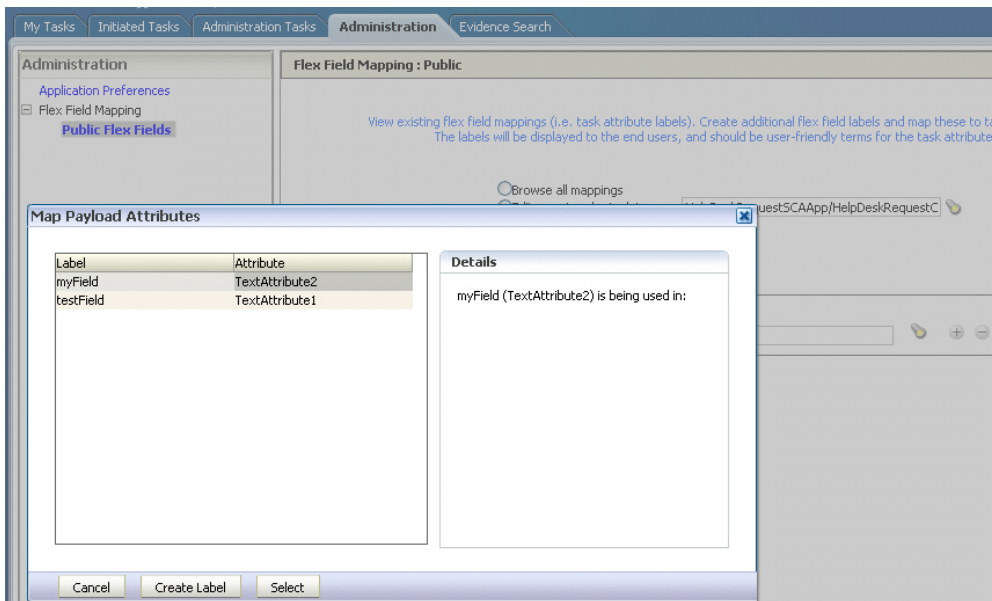 My Tasks Initiated Tasks Administration Tasks Administration Evidence Search
Administration
Application Preferences
Flex Field Mapping
Public Flex Fields
Flex Field Mapping : Public
View existing flex field mappings (i.e. task attribute labels). Create additional flex field labels and map these to
The labels will be displayed to the end users, and should be user-friendly terms for the task attribute
Browse all mappings
uestSCAApp/HelpDeskRequestC
Map Payload Attributes
Label Attribute
myField TextAttribute2
testField TextAttribute1
Details
myField (TextAttribute2) is being used in:
Cancel Create Label Select